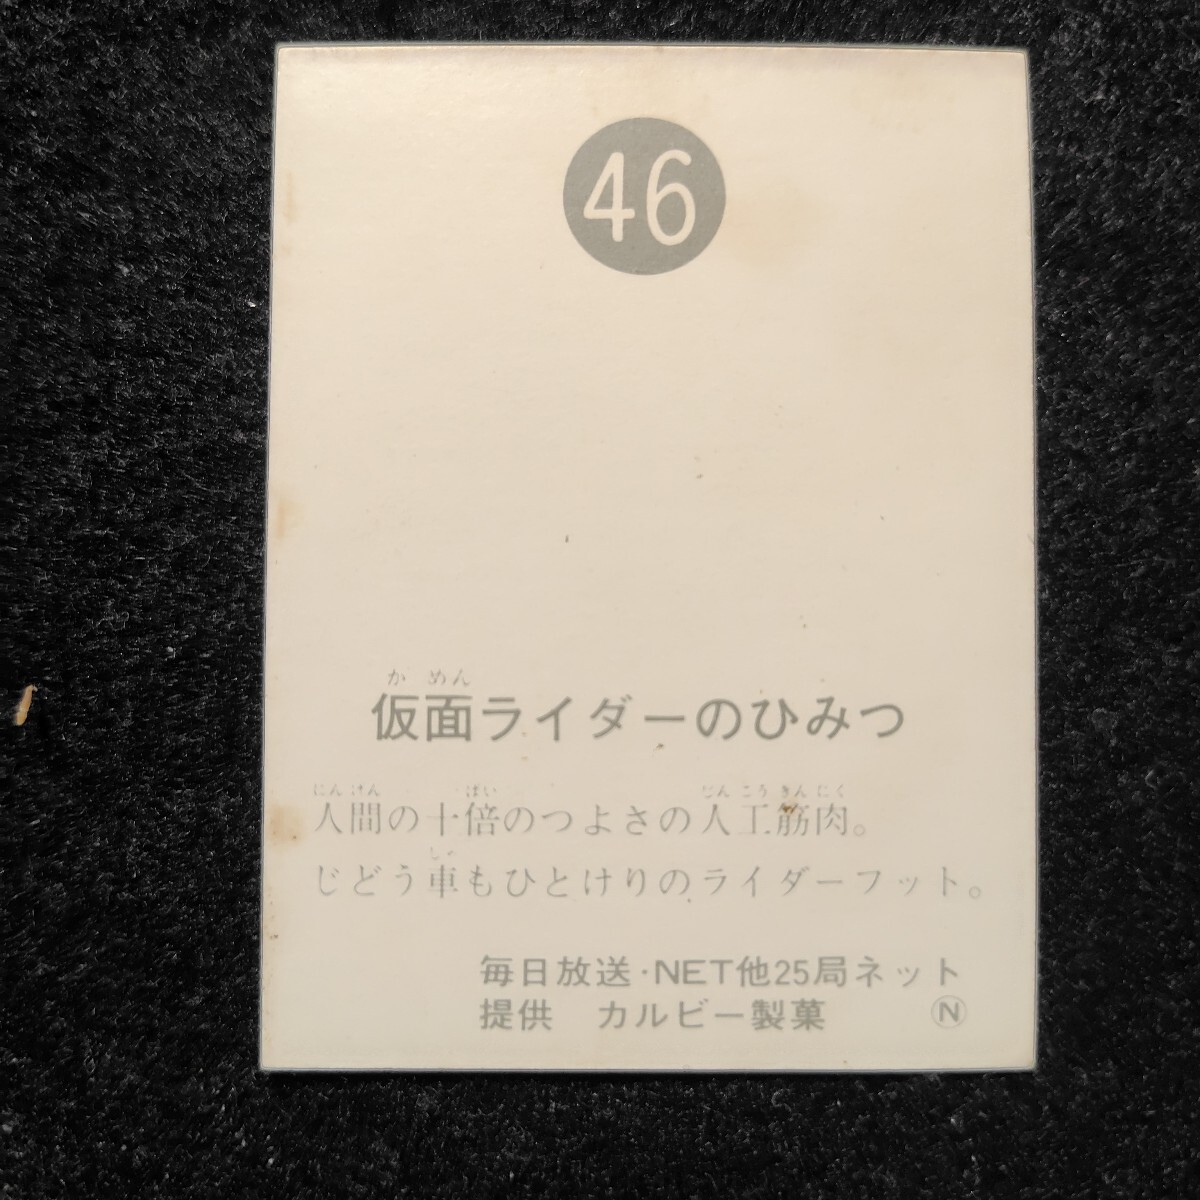 46
かめん
仮面ライダーのひみつ
にんげん ばい じんこうきんにく
人間の十倍のつよさの人工筋肉。
しゃ
じどう車もひとけりのライダーフット。
毎日放送・NET他25局ネット
提供　カルビー製菓　Ⓝ